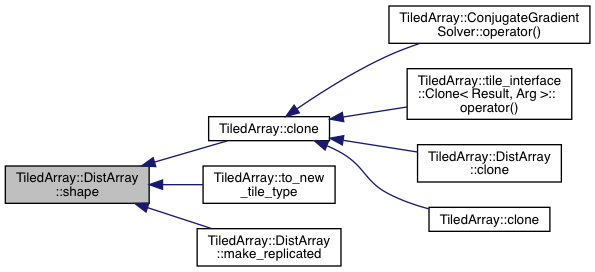 TiledArray::DistArray
::shape
TiledArray::clone
TiledArray::to_new
_tile_type
TiledArray::DistArray
::make_replicated
TiledArray::ConjugateGradient
Solver::operator()
TiledArray::tile_interface
::Clone< Result, Arg >::
operator()
TiledArray::DistArray
::clone
TiledArray::clone